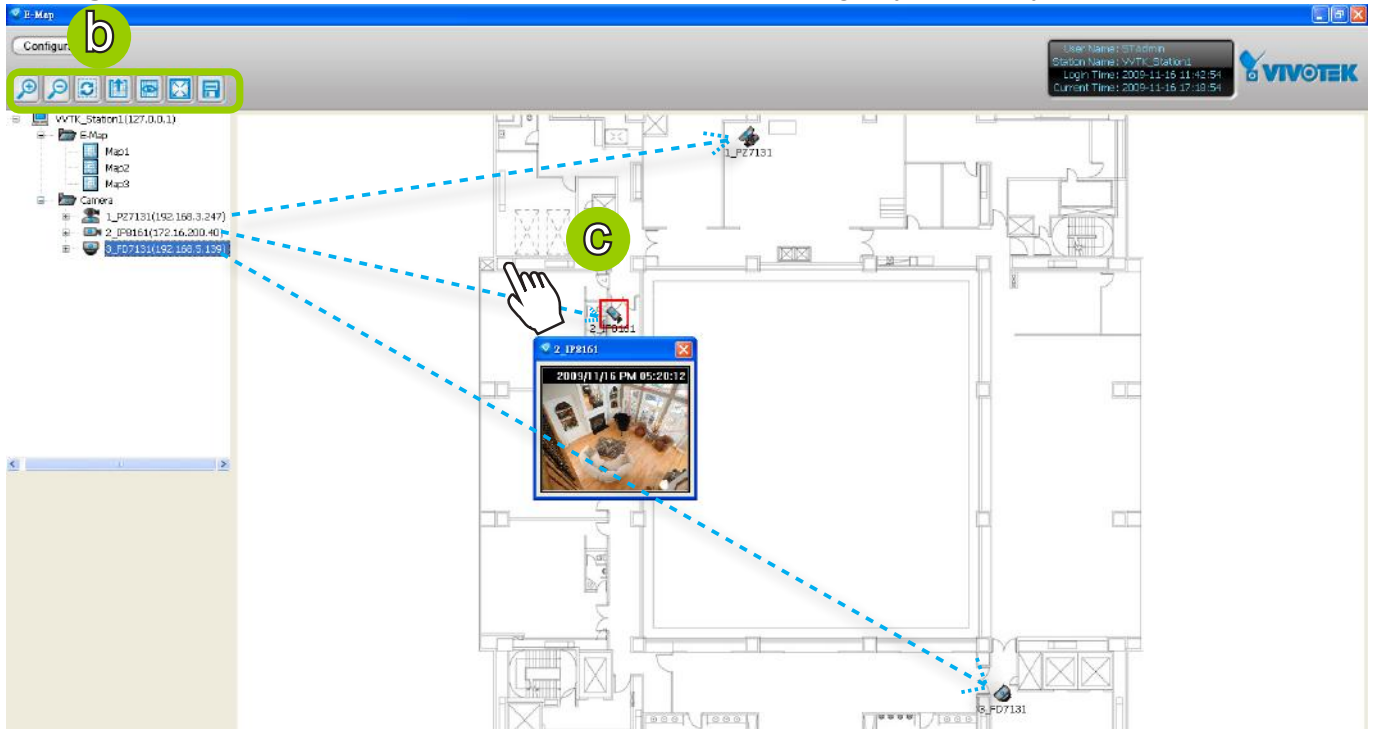 E-Map
b
Configura
User Name: STAdmin
Station Name: VVTK_Station1
Login Time: 2009-11-16 11:42:54
Current Time: 2009-11-16 17:18:54
VIVOTEK
VVTK_Station1(127.0.0.1)
E-Map
Map1
Map2
Map3
Camera
1_PZ7131(192.168.3.247)
2_IP8161(172.16.200.40)
3_FD7131(192.168.5.139)
1_PZ7131
C
2_IP8161
2_IP8161
2009/11/16 PM 05:20:12
3_FD7131